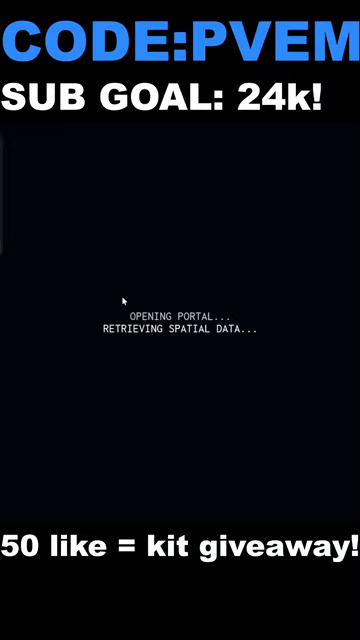 CODE:PVEM
SUB GOAL: 24k!
OPENING PORTAL...
RETRIEVING SPATIAL DATA...
50 like = kit giveaway!